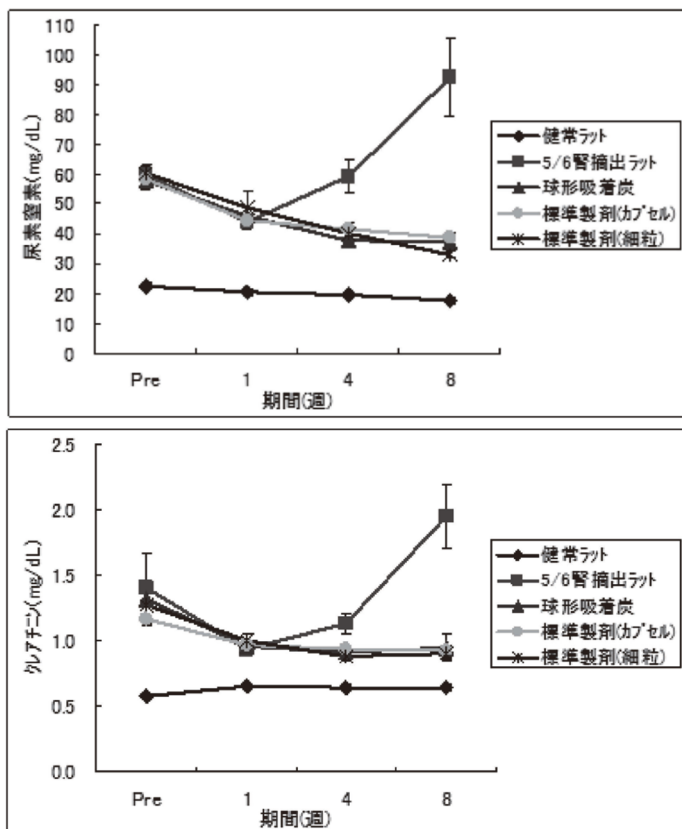 尿素窒素(mg/dL)
110
100
90
80
70
60
50
40
30
20
10
0
Pre
1
4
8
期間(週)
健常ラット
5/6腎摘出ラット
球形吸着炭
標準製剤(カプセル)
標準製剤(細粒)
クレアチニン(mg/dL)
2.5
2.0
1.5
1.0
0.5
0.0
Pre
1
4
8
期間(週)
健常ラット
5/6腎摘出ラット
球形吸着炭
標準製剤(カプセル)
標準製剤(細粒)